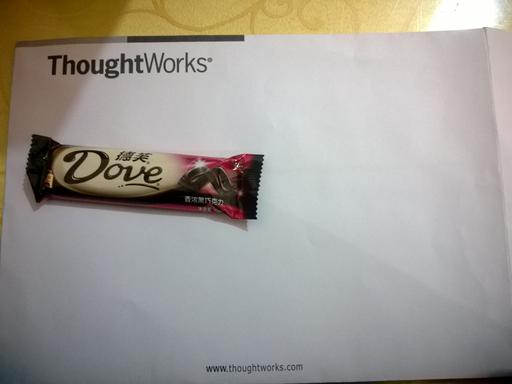 ThoughtWorks®
德芙
Dove
香浓黑巧克力
www.thoughtworks.com